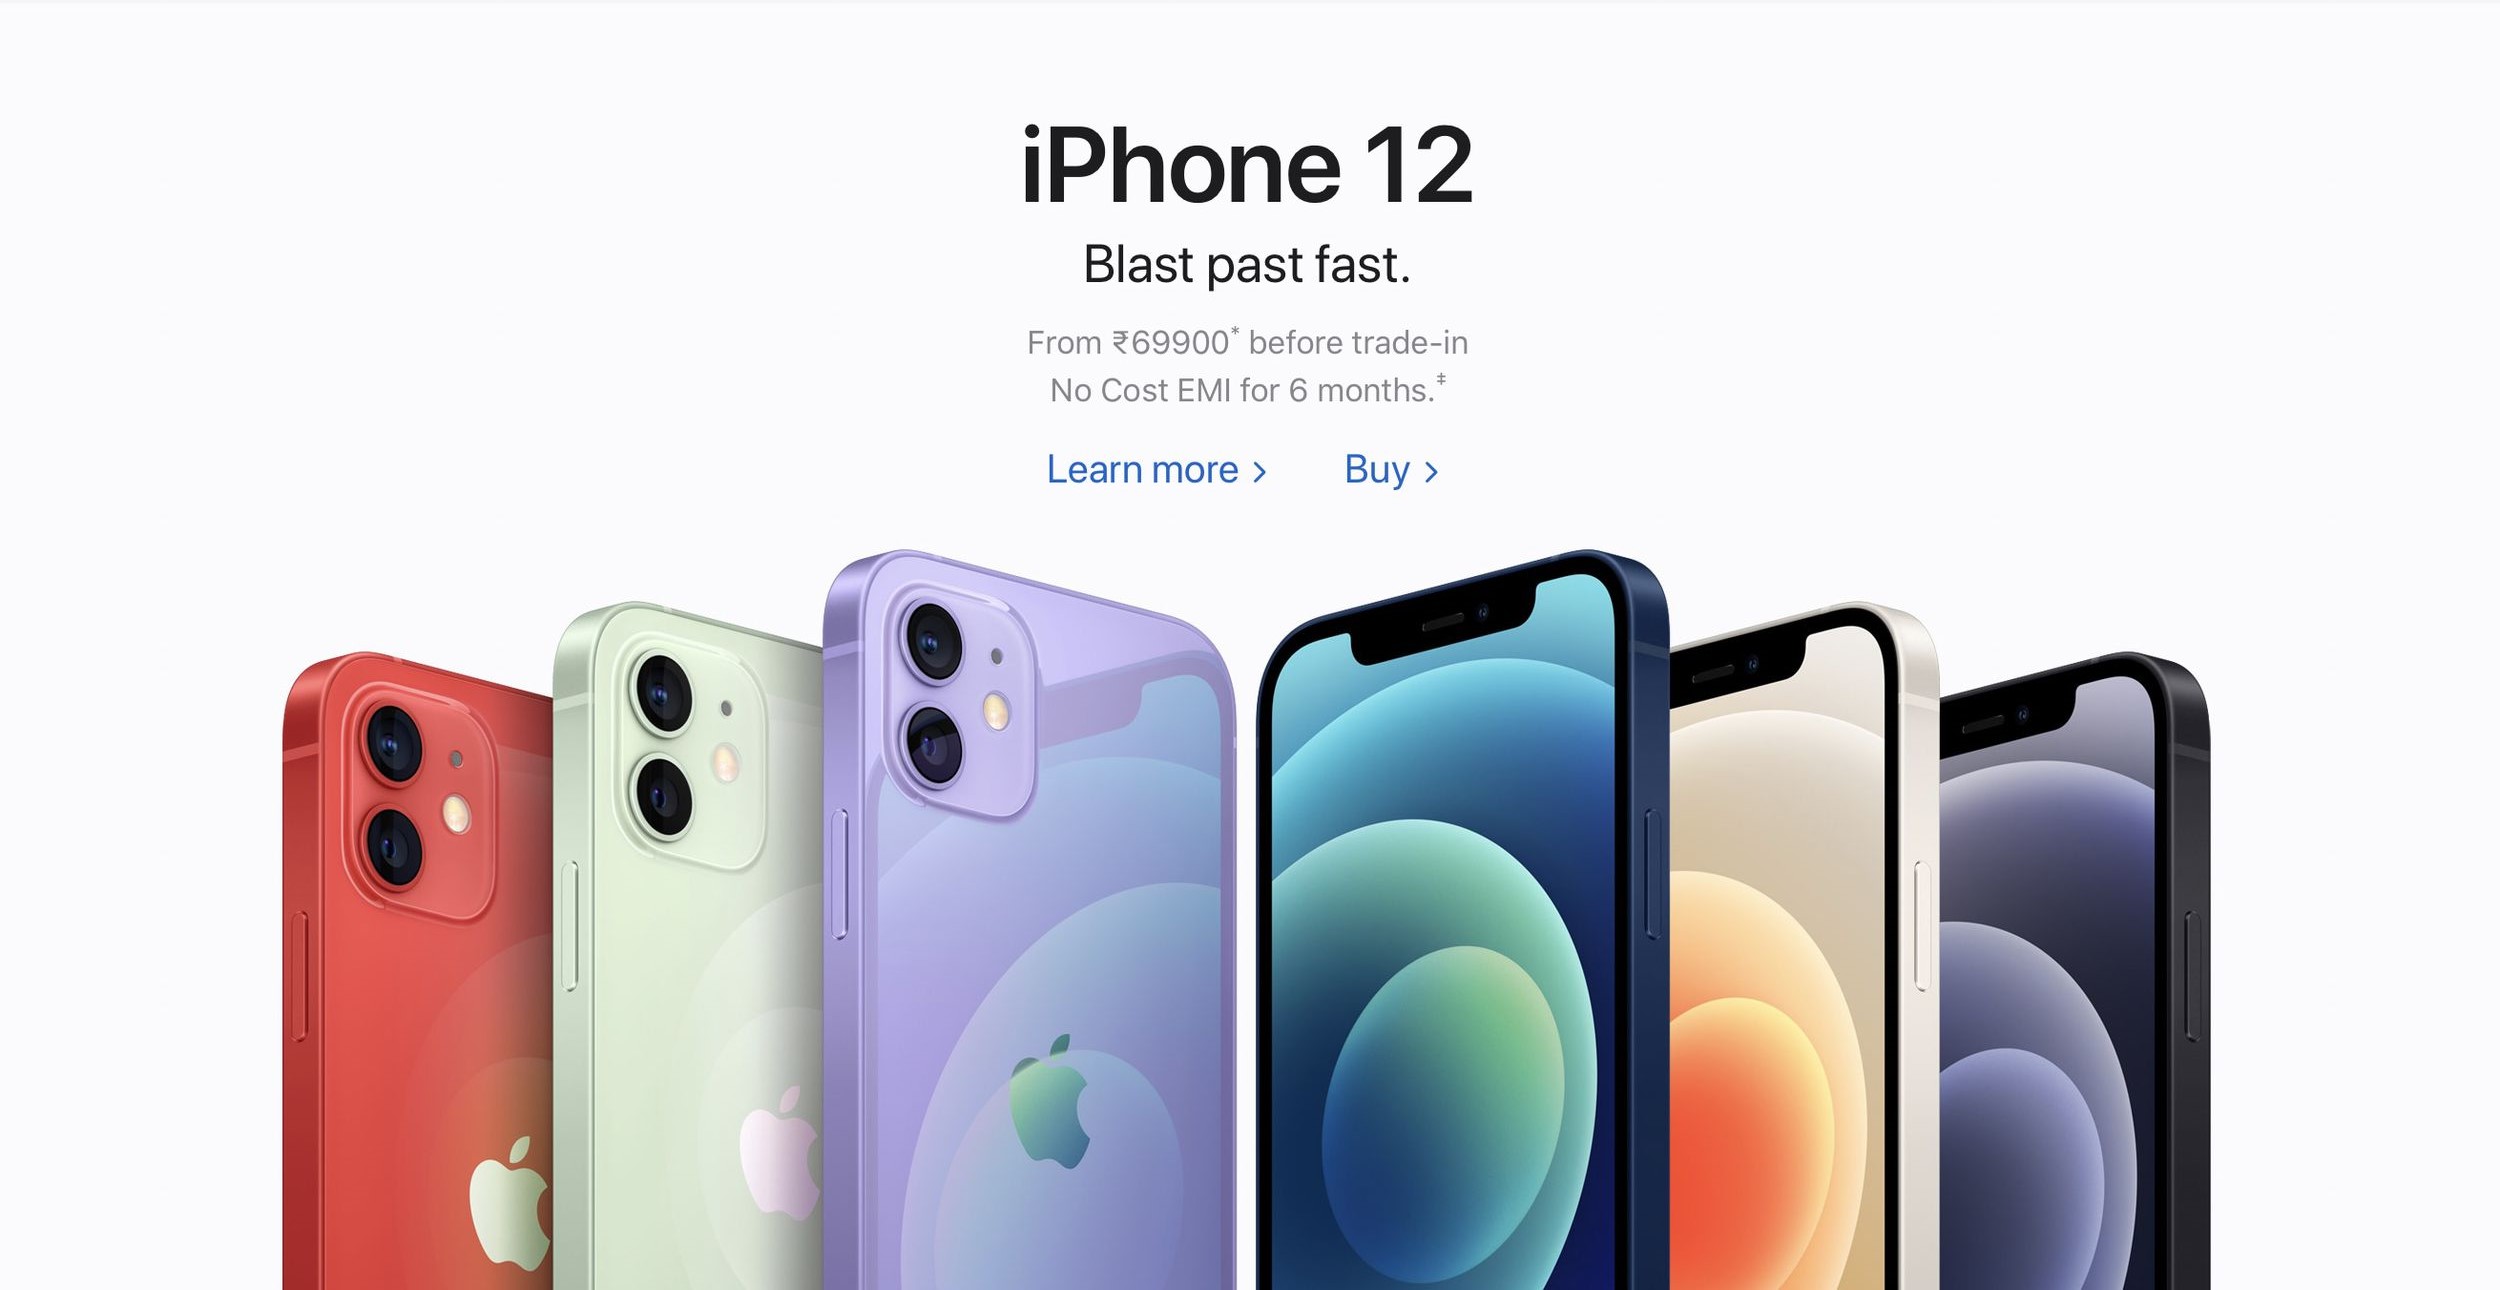 iPhone 12
Blast past fast.
From ₹69900* before trade-in
No Cost EMI for 6 months.‡
Learn more > Buy >